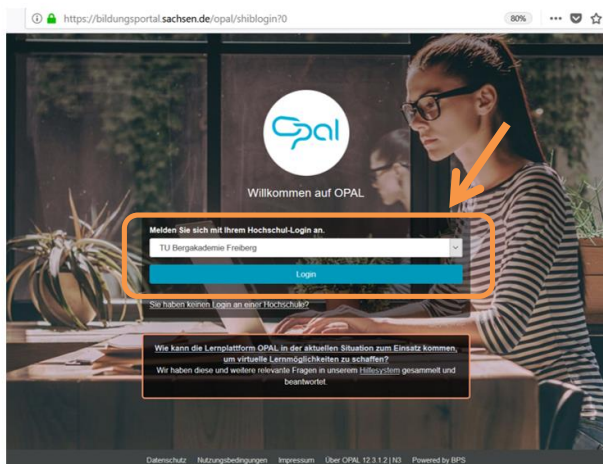 https://bildungsportal.sachsen.de/opal/shiblogin?0
80%
Opal
Willkommen auf OPAL
Melden Sie sich mit Ihrem Hochschul-Login an.
TU Bergakademie Freiberg
Login
Sie haben keinen Login an einer Hochschule?
Wie kann die Lernplattform OPAL in der aktuellen Situation zum Einsatz kommen,
um virtuelle Lernmöglichkeiten zu schaffen?
Wir haben diese und weitere relevante Fragen in unserem Hilfesystem gesammelt und
beantwortet.
Datenschutz Nutzungsbedingungen Impressum Über OPAL 12.3.1.2 | N3 Powered by BPS